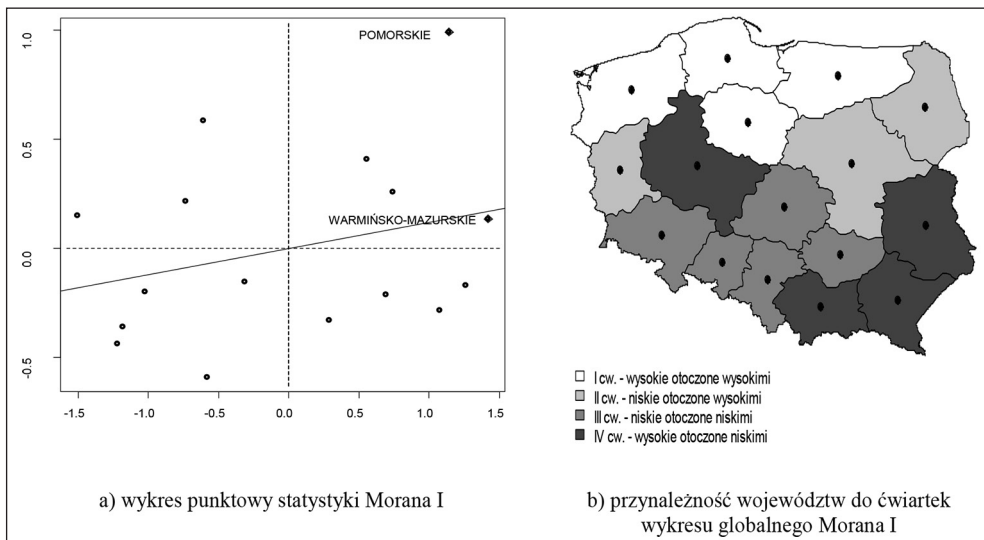 1.0
0.5
0.0
-0.5
-1.5
-1.0
-0.5
0.0
0.5
1.0
1.5
POMORSKIE
WARMIŃSKO-MAZURSKIE
a) wykres punktowy statystyki Morana I
I cw. - wysokie otoczone wysokimi
II cw. - niskie otoczone wysokimi
III cw. - niskie otoczone niskimi
IV cw. - wysokie otoczone niskimi
b) przynależność województw do ćwiartek
wykresu globalnego Morana I